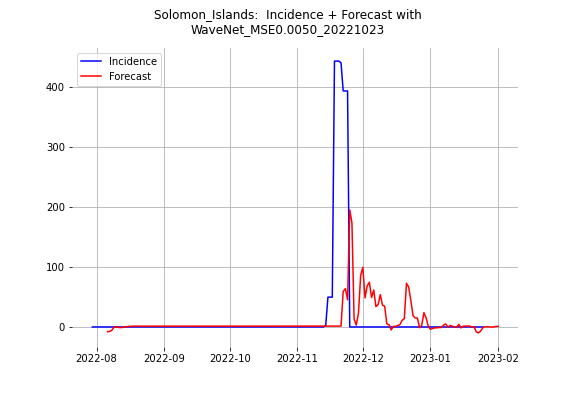 Solomon_Islands:  Incidence + Forecast with
WaveNet_MSE0.0050_20221023
Incidence
Forecast
400
300
200
100
0
2022-08 2022-09 2022-10 2022-11 2022-12 2023-01 2023-02